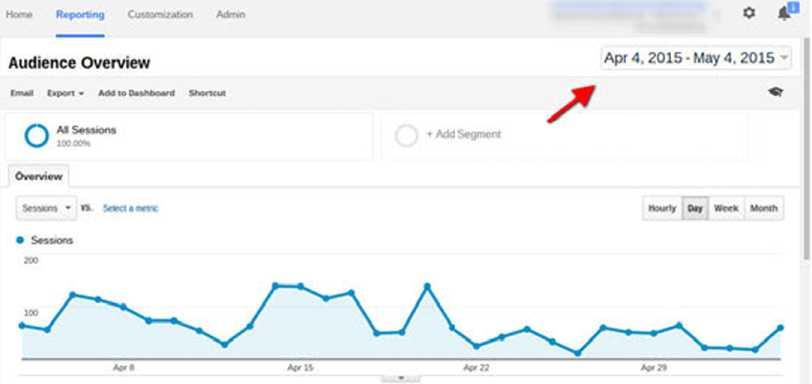 Home Reporting Customization Admin
1
Audience Overview
Apr 4, 2015 - May 4, 2015
Email Export Add to Dashboard Shortcut
All Sessions
100.00%
+ Add Segment
Overview
Sessions VS. Select a metric
Hourly Day Week Month
Sessions
200
100
Apr 8 Apr 15 Apr 22 Apr 29